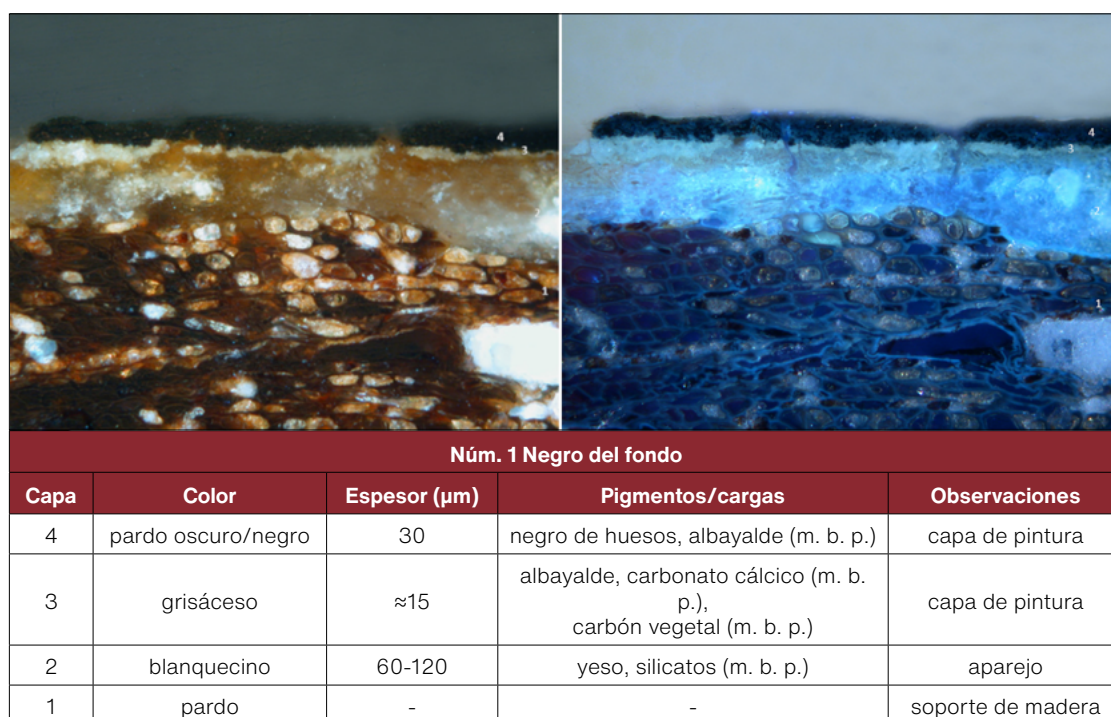 4
3
2
1
4
3
2
1
Núm. 1 Negro del fondo
Capa Color Espesor (µm) Pigmentos/cargas Observaciones
4 pardo oscuro/negro 30 negro de huesos, albayalde (m. b. p.) capa de pintura
3 grisáceso ≈15 albayalde, carbonato cálcico (m. b.
p.),
carbón vegetal (m. b. p.) capa de pintura
2 blanquecino 60-120 yeso, silicatos (m. b. p.) aparejo
1 pardo - - soporte de madera